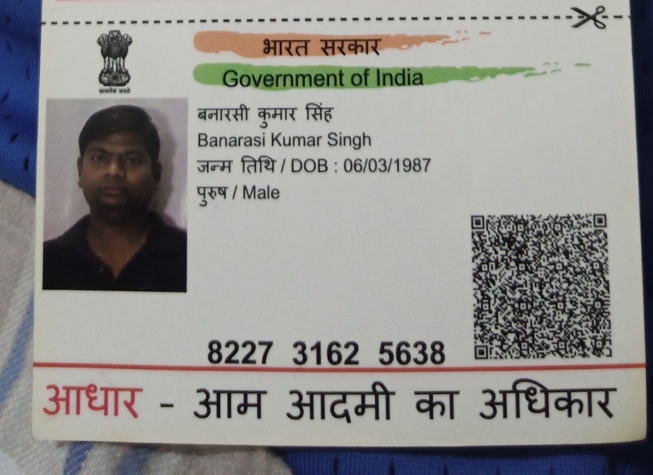 सत्यमेव जयते
भारत सरकार
Government of India
बनारसी कुमार सिंह
Banarasi Kumar Singh
जन्म तिथि / DOB : 06/03/1987
पुरुष / Male
8227 3162 5638
आधार - आम आदमी का अधिकार